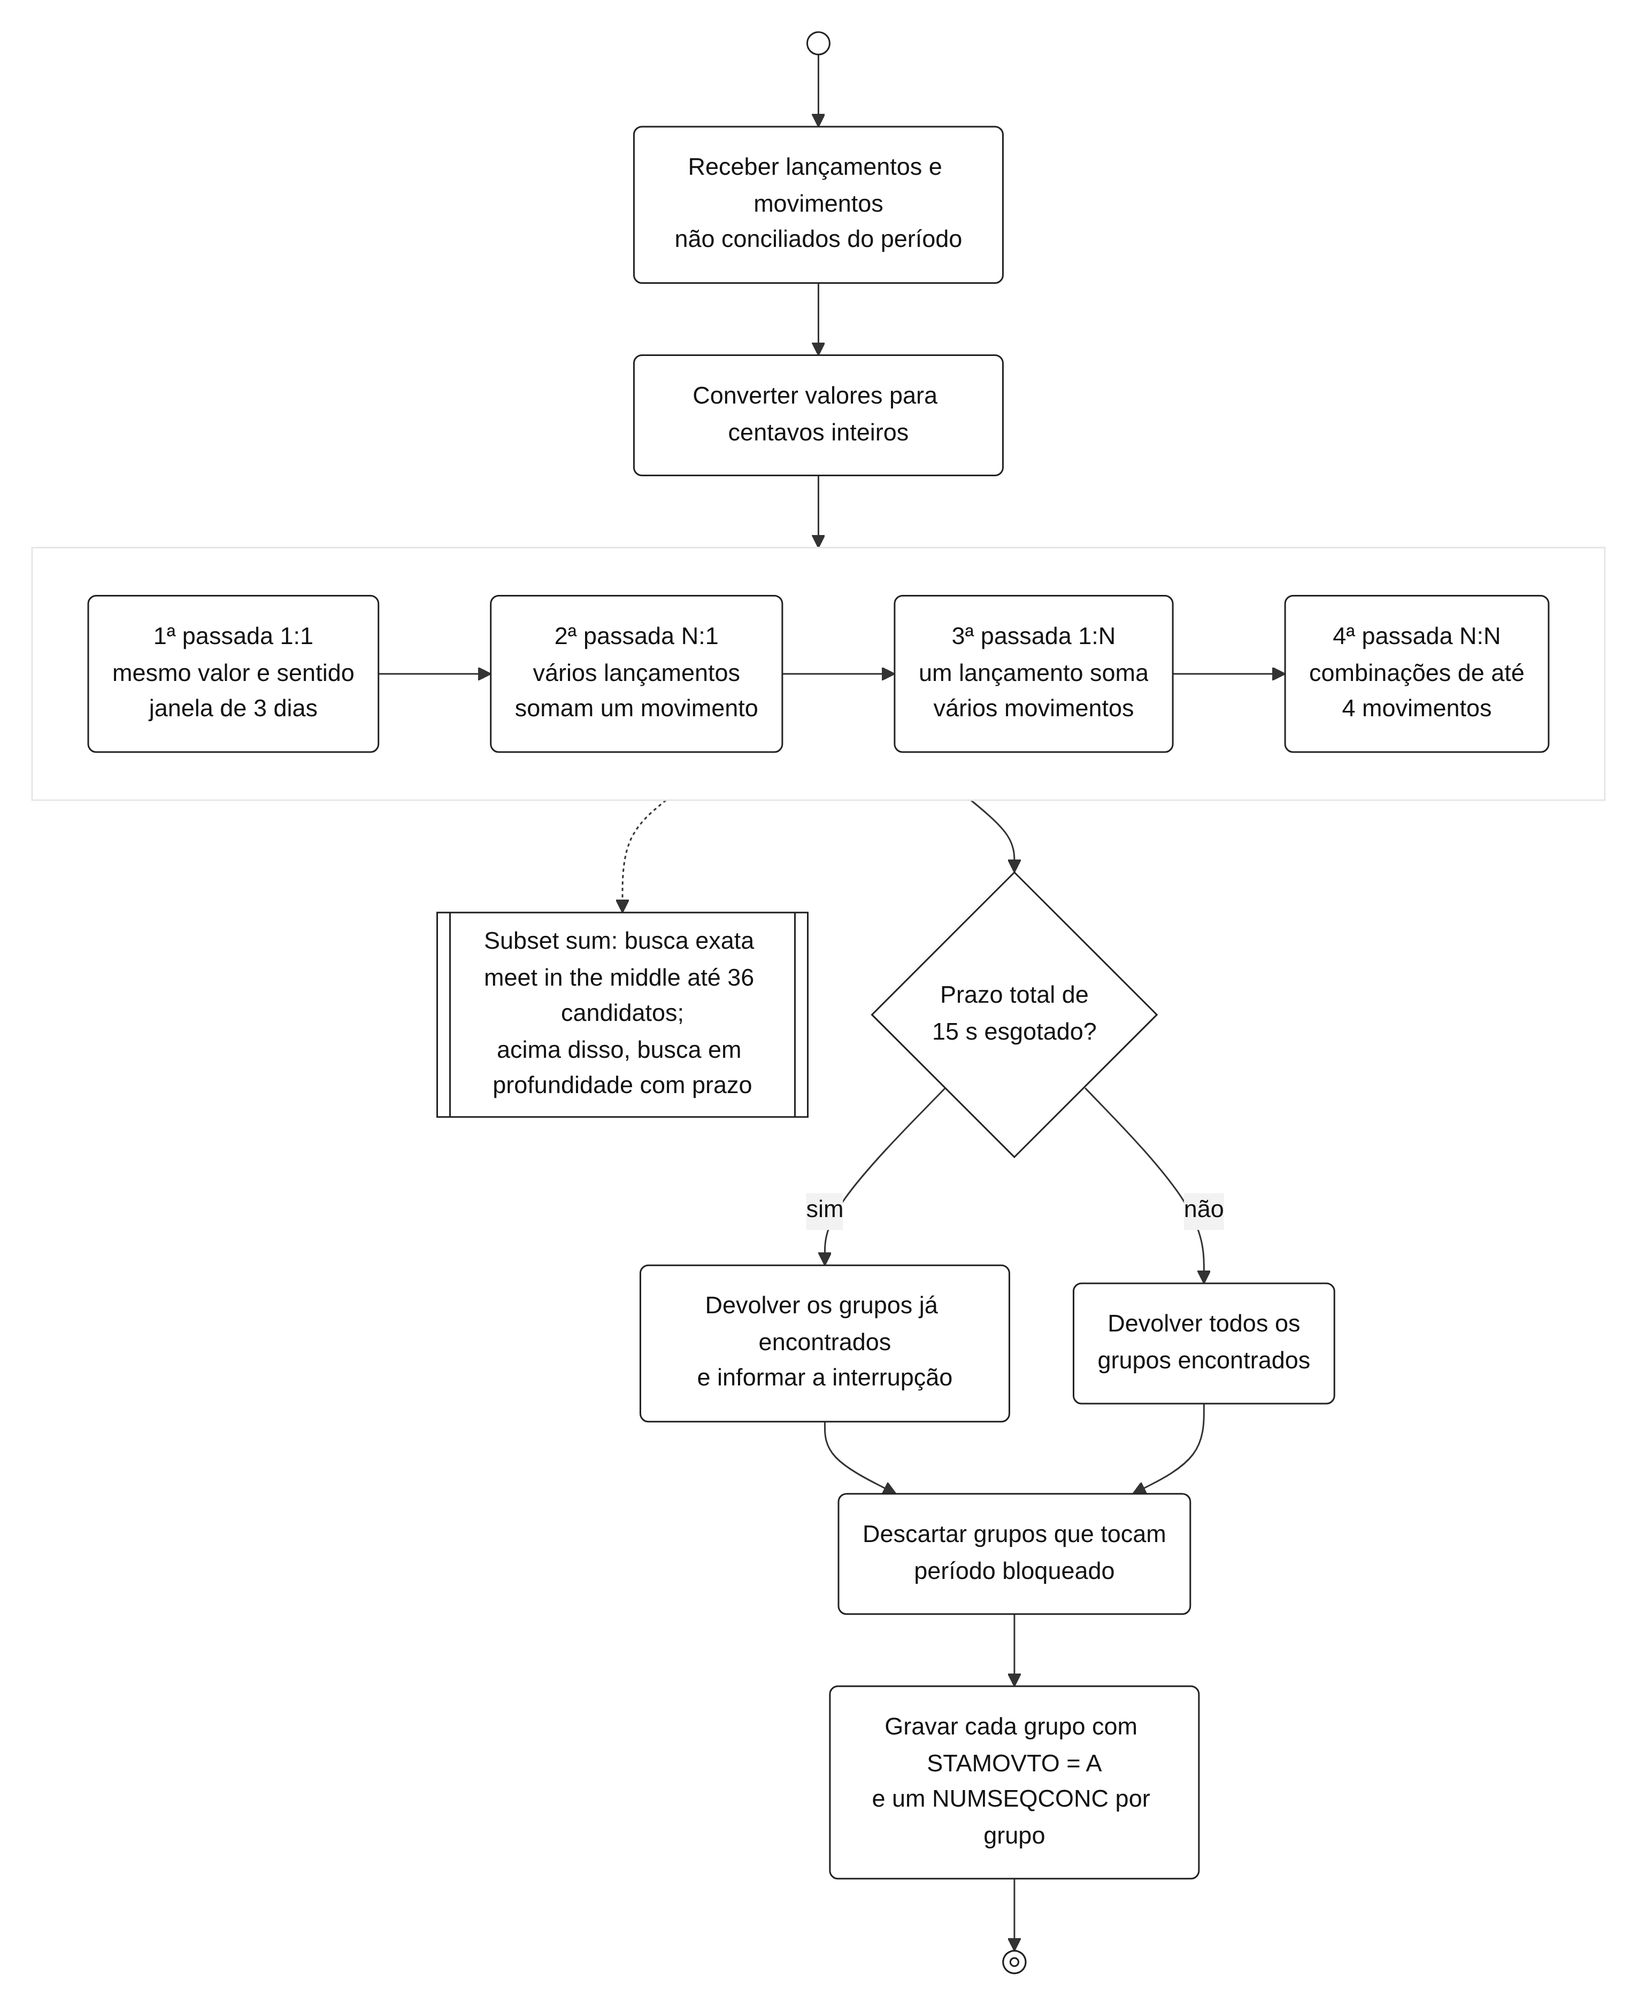 Receber lançamentos e
movimentos
não conciliados do período
Converter valores para
centavos inteiros
1ª passada 1:1
mesmo valor e sentido
janela de 3 dias
2ª passada N:1
vários lançamentos
somam um movimento
3ª passada 1:N
um lançamento soma
vários movimentos
4ª passada N:N
combinações de até
4 movimentos
Subset sum: busca exata
meet in the middle até 36
candidatos;
acima disso, busca em
profundidade com prazo
Prazo total de
15 s esgotado?
sim
não
Devolver os grupos já
encontrados
e informar a interrupção
Devolver todos os
grupos encontrados
Descartar grupos que tocam
período bloqueado
Gravar cada grupo com
STAMOVTO = A
e um NUMSEQCONC por
grupo